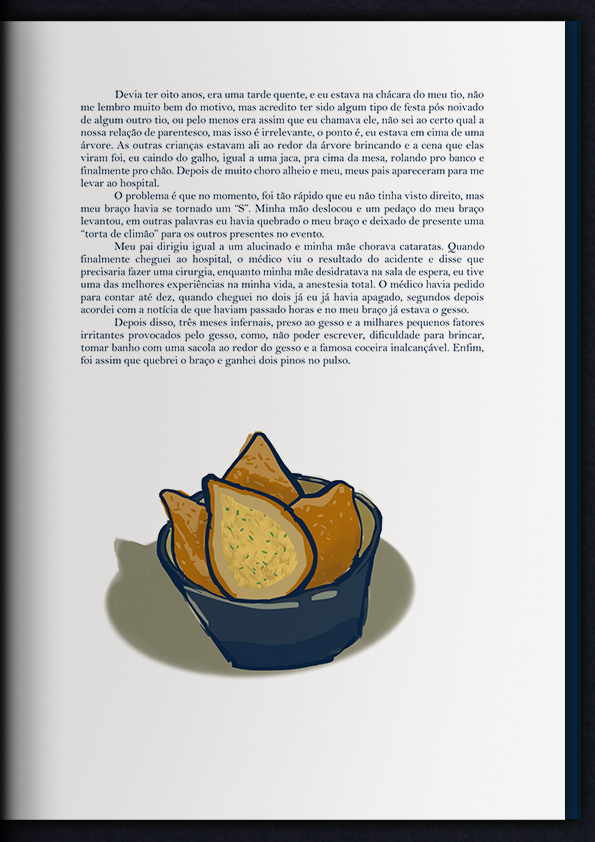 Devia ter oito anos, era uma tarde quente, e eu estava na chácara do meu tio, não
me lembro muito bem do motivo, mas acredito ter sido algum tipo de festa pós noivado
de algum outro tio, ou pelo menos era assim que eu chamava ele, não sei ao certo qual a
nossa relação de parentesco, mas isso é irrelevante, o ponto é, eu estava em cima de uma
árvore. As outras crianças estavam ali ao redor da árvore brincando e a cena que elas
viram foi, eu caindo do galho, igual a uma jaca, pra cima da mesa, rolando pro banco e
finalmente pro chão. Depois de muito choro alheio e meu, meus pais apareceram para me
levar ao hospital.
O problema é que no momento, foi tão rápido que eu não tinha visto direito, mas
meu braço havia se tornado um “S”. Minha mão deslocou e um pedaço do meu braço
levantou, em outras palavras eu havia quebrado o meu braço e deixado de presente uma
“torta de climão” para os outros presentes no evento.
Meu pai dirigiu igual a um alucinado e minha mãe chorava cataratas. Quando
finalmente cheguei ao hospital, o médico viu o resultado do acidente e disse que
precisaria fazer uma cirurgia, enquanto minha mãe desidratava na sala de espera, eu tive
uma das melhores experiências na minha vida, a anestesia total. O médico havia pedido
para contar até dez, quando cheguei no dois já eu já havia apagado, segundos depois
acordei com a notícia de que haviam passado horas e no meu braço já estava o gesso.
Depois disso, três meses infernais, preso ao gesso e a milhares pequenos fatores
irritantes provocados pelo gesso, como, não poder escrever, dificuldade para brincar,
tomar banho com uma sacola ao redor do gesso e a famosa coceira inalcançável. Enfim,
foi assim que quebrei o braço e ganhei dois pinos no pulso.